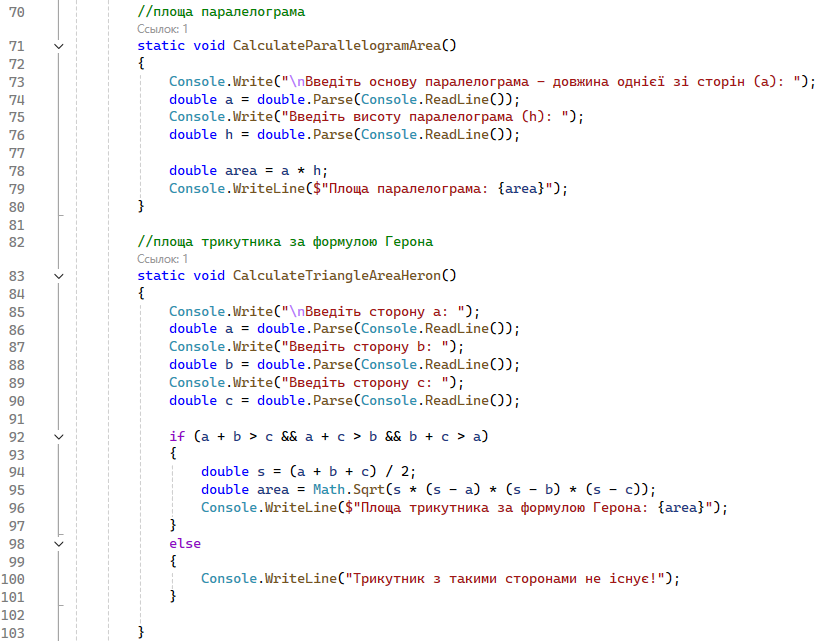 70 //площа паралелограма
Ссылок: 1
71 static void CalculateParallelogramArea()
72 {
73 Console.Write("\nВведіть основу паралелограма – довжина однієї зі сторін (a): ");
74 double a = double.Parse(Console.ReadLine());
75 Console.Write("Введіть висоту паралелограма (h): ");
76 double h = double.Parse(Console.ReadLine());
77
78 double area = a * h;
79 Console.WriteLine($"Площа паралелограма: {area}");
80 }
81
82 //площа трикутника за формулою Герона
Ссылок: 1
83 static void CalculateTriangleAreaHeron()
84 {
85 Console.Write("\nВведіть сторону a: ");
86 double a = double.Parse(Console.ReadLine());
87 Console.Write("Введіть сторону b: ");
88 double b = double.Parse(Console.ReadLine());
89 Console.Write("Введіть сторону c: ");
90 double c = double.Parse(Console.ReadLine());
91
92 if (a + b > c && a + c > b && b + c > a)
93 {
94 double s = (a + b + c) / 2;
95 double area = Math.Sqrt(s * (s - a) * (s - b) * (s - c));
96 Console.WriteLine($"Площа трикутника за формулою Герона: {area}");
97 }
98 else
99 {
100 Console.WriteLine("Трикутник з такими сторонами не існує!");
101 }
102
103 }